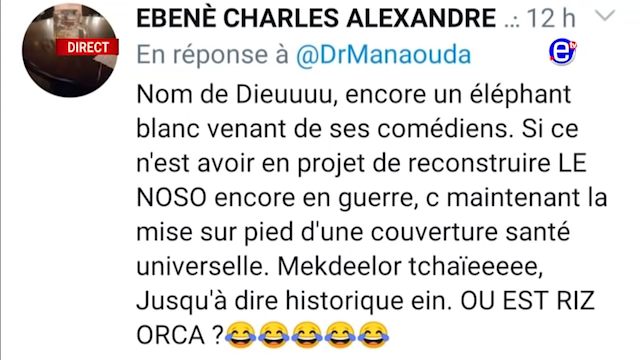 EBENÈ CHARLES ALEXANDRE ..: 12 h
DIRECT
En réponse à @DrManaouda
e tv
Nom de Dieuuuu, encore un éléphant
blanc venant de ses comédiens. Si ce
n'est avoir en projet de reconstruire LE
NOSO encore en guerre, c maintenant la
mise sur pied d'une couverture santé
universelle. Mekdeelor tchaïeeeee,
Jusqu'à dire historique ein. OU EST RIZ
ORCA ?😂😂😂😂😂